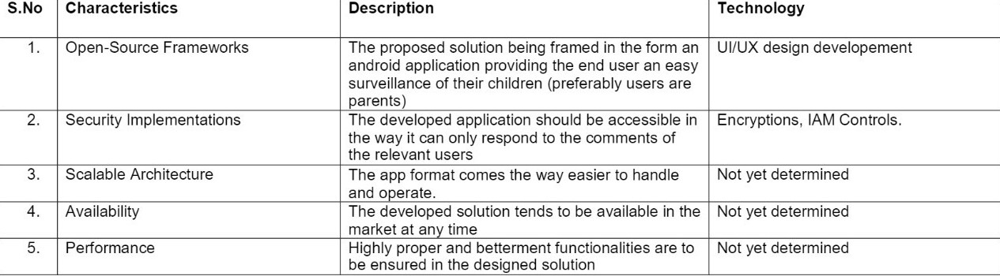 S.No Characteristics Description Technology
1. Open-Source Frameworks The proposed solution being framed in the form an UI/UX design developement
android application providing the end user an easy
surveillance of their children (preferably users are
parents)
2. Security Implementations The developed application should be accessible in Encryptions, IAM Controls.
the way it can only respond to the comments of
the relevant users
3. Scalable Architecture The app format comes the way easier to handle Not yet determined
and operate.
4. Availability The developed solution tends to be available in the Not yet determined
market at any time
5. Performance Highly proper and betterment functionalities are to Not yet determined
be ensured in the designed solution